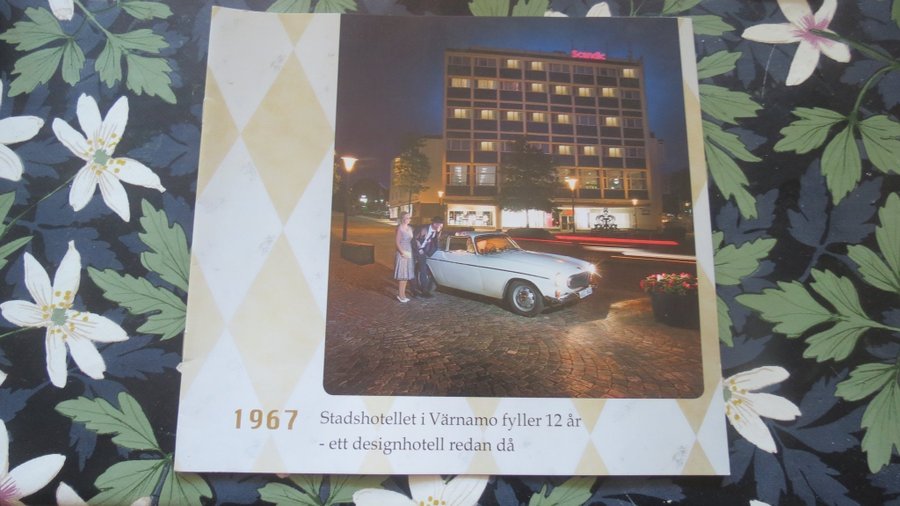 Scandic
1967
Stadshotellet i Värnamo fyller 12 år
- ett designhotell redan då